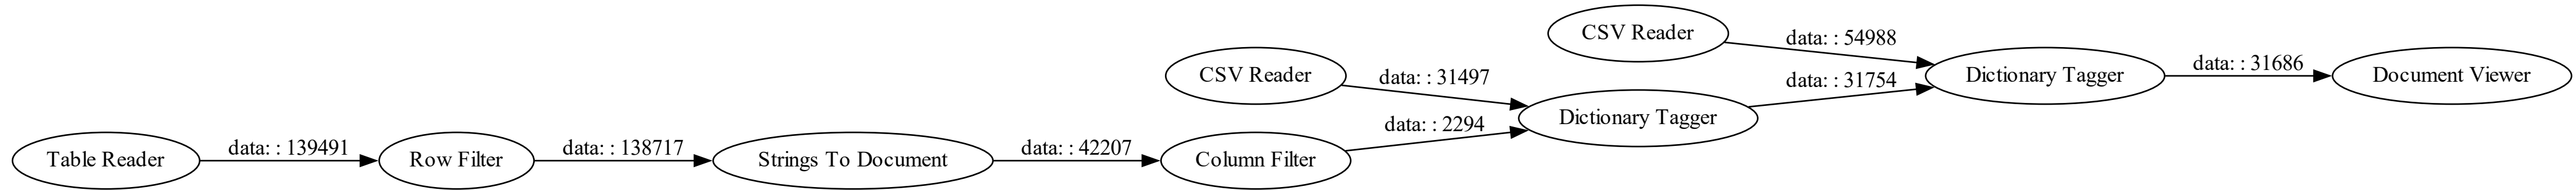 CSV Reader
data: : 54988
CSV Reader
data: : 31497
data: : 31754
Dictionary Tagger
data: : 31686
Document Viewer
Dictionary Tagger
Table Reader
data: : 139491
Row Filter
data: : 138717
Strings To Document
data: : 42207
Column Filter
data: : 2294